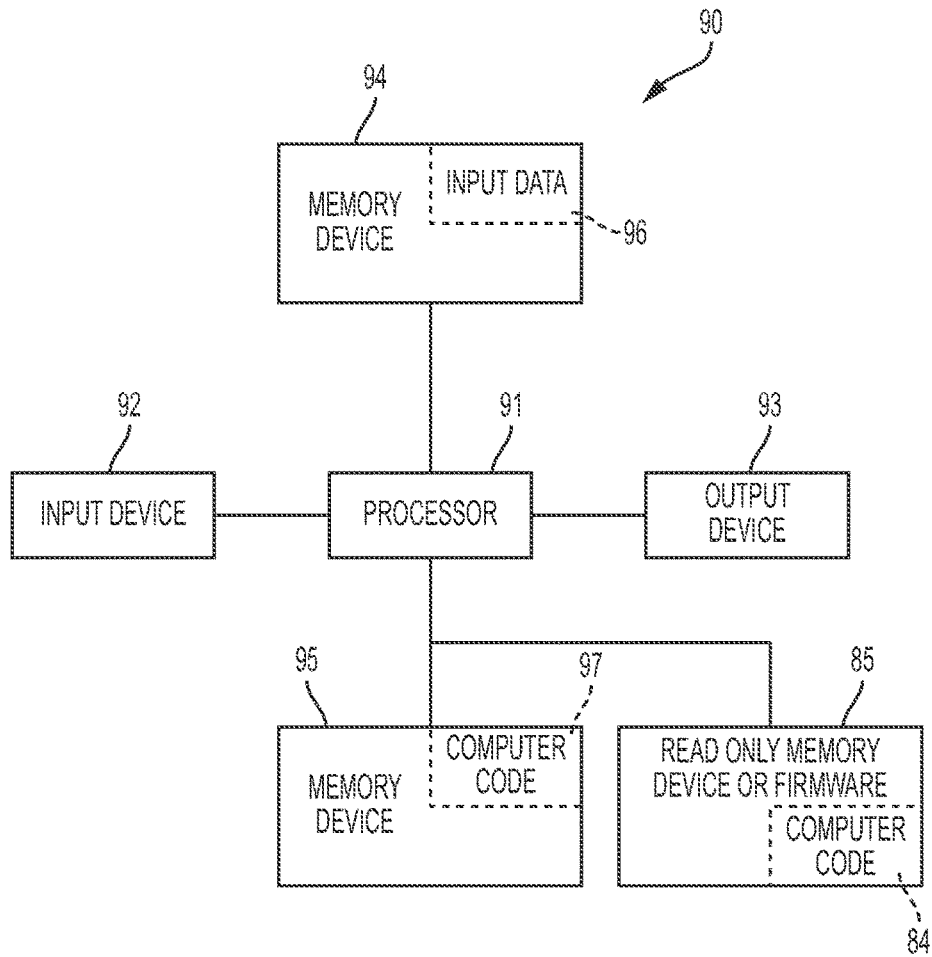 90
94
MEMORY
DEVICE
INPUT DATA
96
92
91
93
INPUT DEVICE
PROCESSOR
OUTPUT
DEVICE
95
97
85
MEMORY
DEVICE
COMPUTER
CODE
READ ONLY MEMORY
DEVICE OR FIRMWARE
COMPUTER
CODE
84